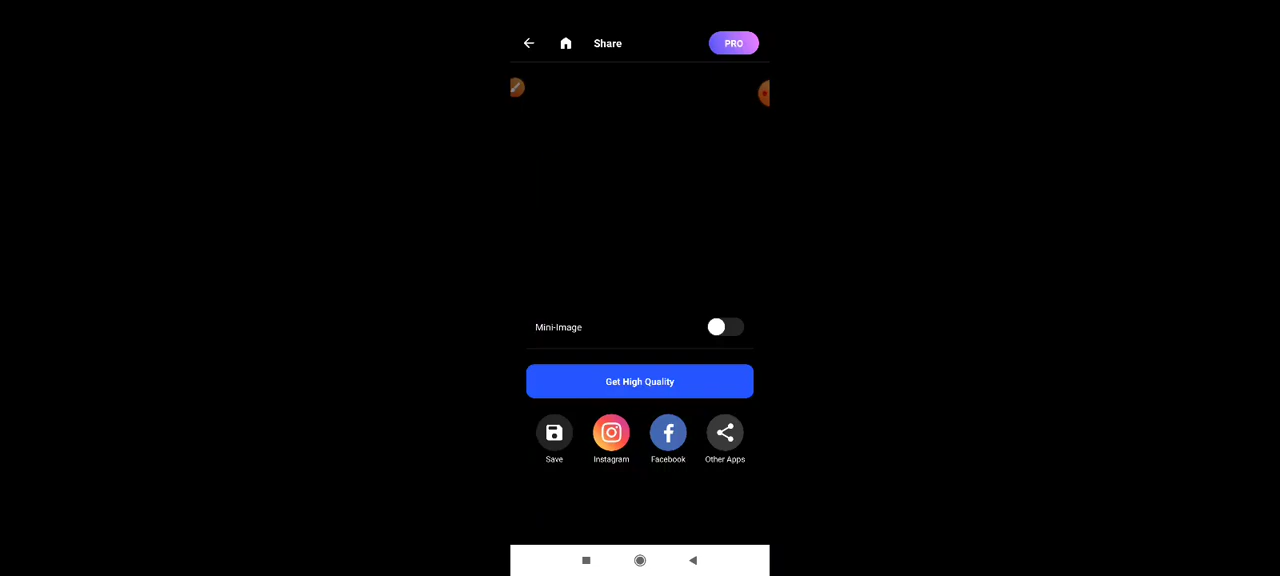 Share
PRO
Mini-Image
Get High Quality
Save
Instagram
Facebook
Other Apps